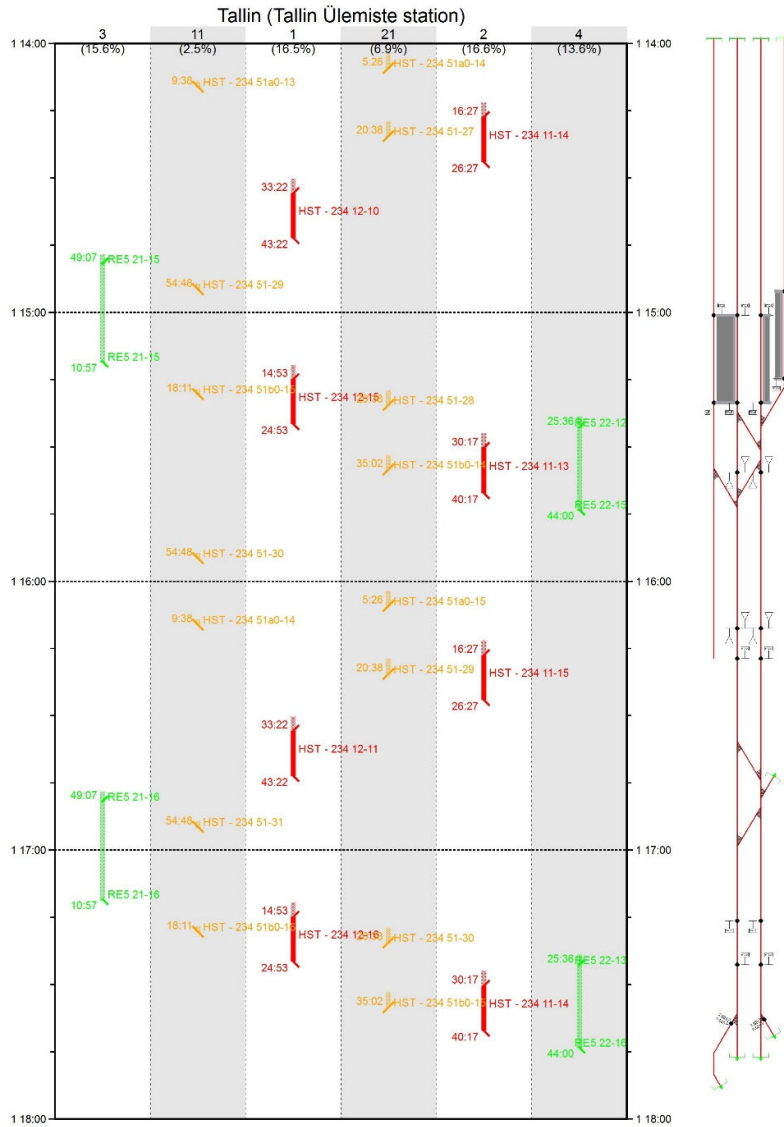 Tallin (Tallin Ülemiste station)
3 11 1 21 2 4
(15.6%) (2.5%) (16.5%) (6.9%) (16.6%) (13.6%)
1 14:00 1 14:00
5:26 HST - 234 51a0-14
9:38 HST - 234 51a0-13
16:27
20:38 HST - 234 51-27 HST - 234 11-14
26:27
33:22
HST - 234 12-10
43:22
49:07 RE5 21-15
54:48 HST - 234 51-29
1 15:00 1 15:00
RE5 21-15
10:57
14:53
18:11 HST - 234 51b0-15 HST - 234 12-15 HST - 234 51-28
24:53 25:36 RE5 22-12
30:17
35:02 HST - 234 51b0-14 HST - 234 11-13
40:17
RE5 22-15
44:00
54:48 HST - 234 51-30
1 16:00 1 16:00
5:26 HST - 234 51a0-15
9:38 HST - 234 51a0-14
16:27
20:38 HST - 234 51-29 HST - 234 11-15
26:27
33:22
HST - 234 12-11
43:22
49:07 RE5 21-16
54:48 HST - 234 51-31
1 17:00 1 17:00
RE5 21-16
10:57
14:53
18:11 HST - 234 51b0-16 HST - 234 12-16 HST - 234 51-30
24:53 25:36 RE5 22-13
30:17
35:02 HST - 234 51b0-15 HST - 234 11-14
40:17
RE5 22-16
44:00
1 18:00 1 18:00